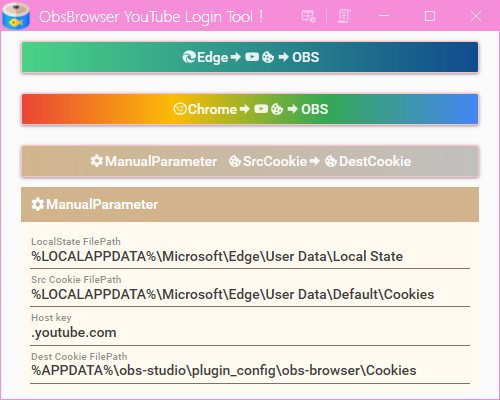 ObsBrowser YouTube Login Tool !
Edge → → OBS
Chrome → → OBS
ManualParameter SrcCookie → DestCookie
ManualParameter
LocalState FilePath
%LOCALAPPDATA%\Microsoft\Edge\User Data\Local State
Src Cookie FilePath
%LOCALAPPDATA%\Microsoft\Edge\User Data\Default\Cookies
Host key
.youtube.com
Dest Cookie FilePath
%APPDATA%\obs-studio\plugin_config\obs-browser\Cookies